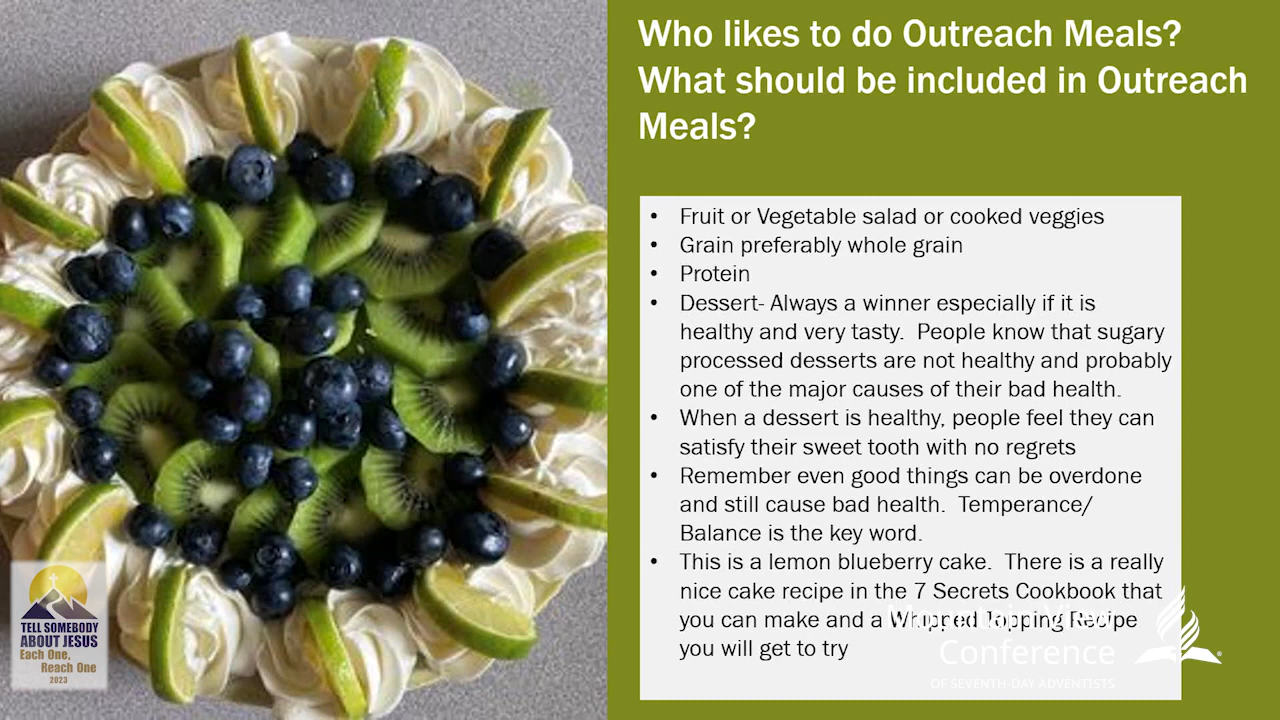 Who likes to do Outreach Meals?
What should be included in Outreach
Meals?
• Fruit or Vegetable salad or cooked veggies
• Grain preferably whole grain
• Protein
• Dessert- Always a winner especially if it is
healthy and very tasty.  People know that sugary
processed desserts are not healthy and probably
one of the major causes of their bad health.
• When a dessert is healthy, people feel they can
satisfy their sweet tooth with no regrets
• Remember even good things can be overdone
and still cause bad health.  Temperance/
Balance is the key word.
• This is a lemon blueberry cake.  There is a really
nice cake recipe in the 7 Secrets Cookbook that
you can make and a Whipped Topping Recipe
you will get to try
Mountain View
Conference
OF SEVENTH-DAY ADVENTISTS
TELL SOMEBODY
ABOUT JESUS
Each One,
Reach One
2023